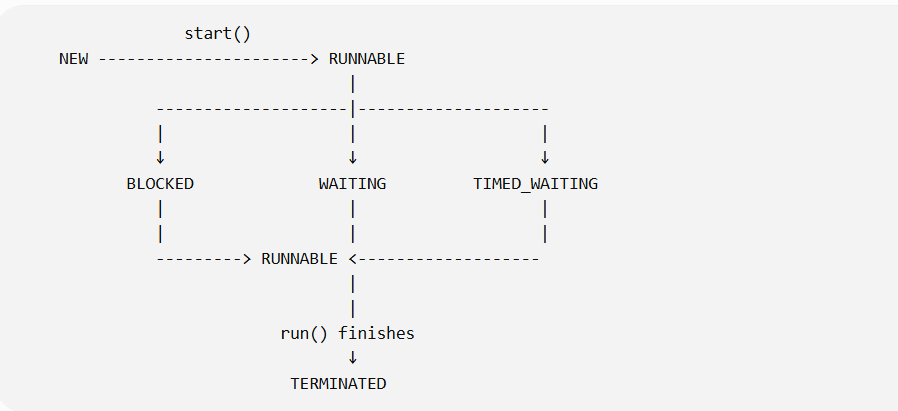 start()
NEW ----------------------> RUNNABLE
|
--------------------|--------------------
| | |
↓ ↓ ↓
BLOCKED WAITING TIMED_WAITING
| | |
| | |
---------> RUNNABLE <-------------------
|
|
run() finishes
↓
TERMINATED